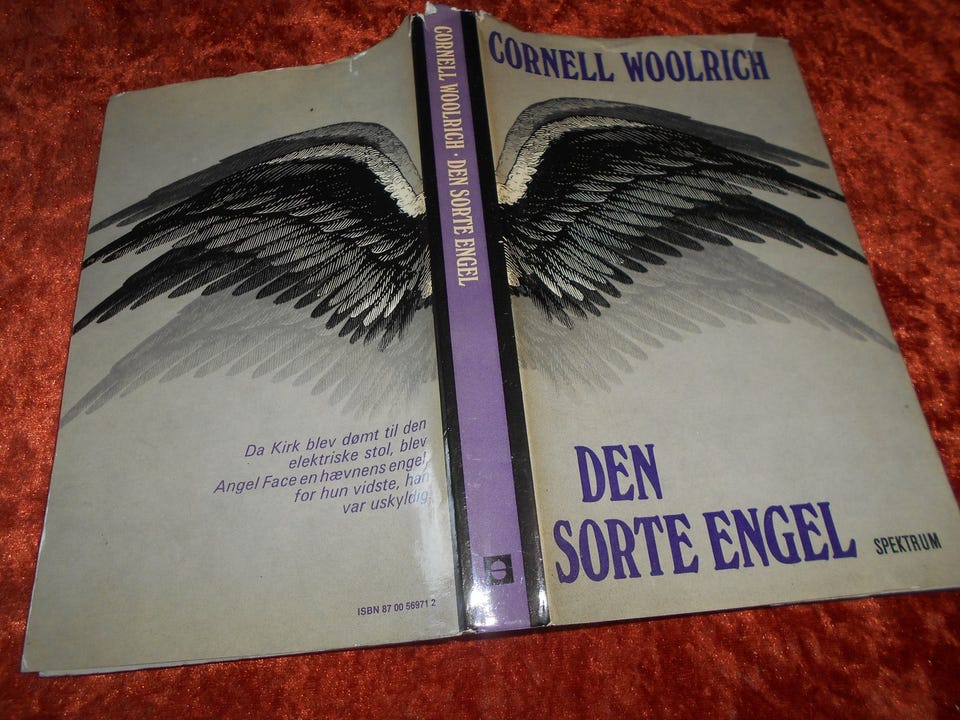 CORNELL WOOLRICH
DEN
SORTE ENGEL
SPEKTRUM
CORNELL WOOLRICH · DEN SORTE ENGEL
Da Kirk blev dømt til den
elektriske stol, blev
Angel Face en hævnens engel
for hun vidste, han
var uskyldig
ISBN 87 00 56971 2